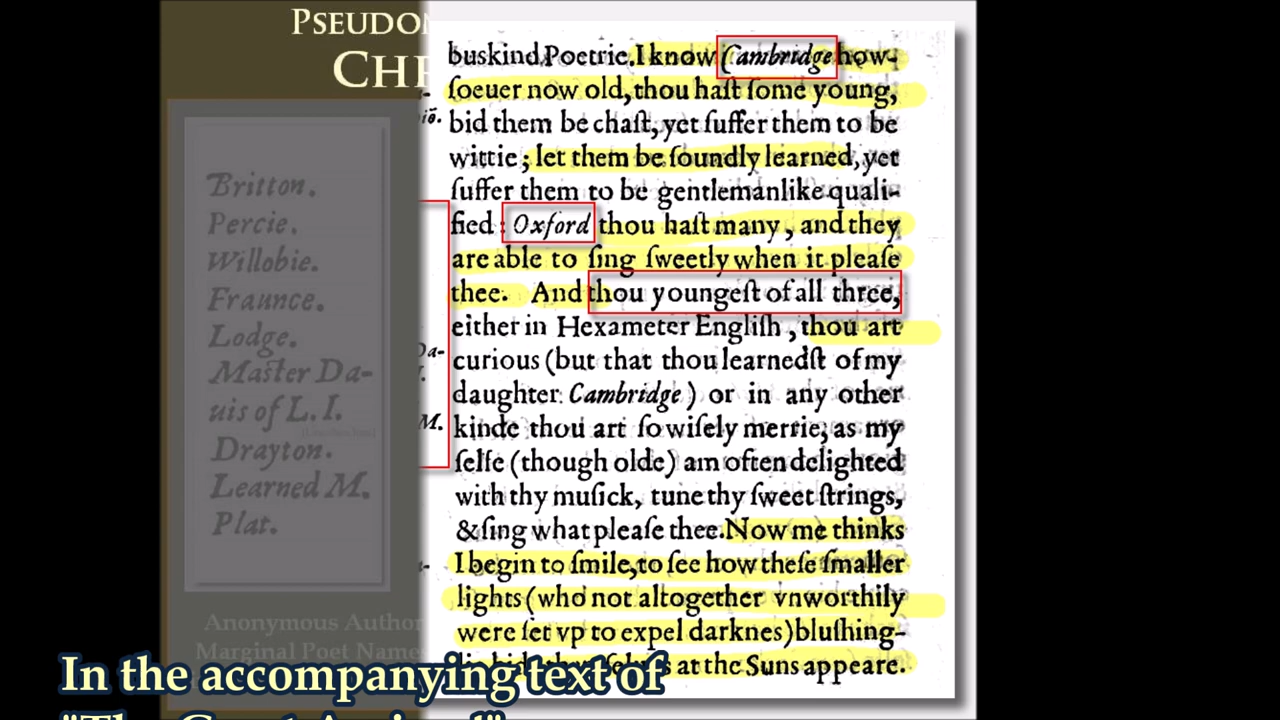 PSEUDO
CH
Britton.
Percie.
Willobie.
Fraunce.
Lodge.
Master Da-
uis of L.I.
Drayton.
Learned M.
Plat.
Anonymous Author
Marginal Poet Names
Da-
M.
buskind Poetrie. I know Cambridge how-
ſoeuer now old, thou haſt ſome young,
bid them be chaſt, yet ſuffer them to be
wittie; let them be ſoundly learned, yet
ſuffer them to be gentlemanlike quali-
fied: Oxford thou haſt many, and they
are able to ſing ſweetly when it pleaſe
thee. And thou youngeſt of all three,
either in Hexameter Engliſh, thou art
curious (but that thou learnedſt of my
daughter Cambridge) or in any other
kinde thou art ſo wiſely merrie, as my
ſelfe (though olde) am often delighted
with thy muſick, tune thy ſweet ſtrings,
& ſing what pleaſe thee. Now me thinks
I begin to ſmile, to ſee how theſe ſmaller
lights (who not altogether vnworthily
were ſet vp to expel darknes) bluſhing-
at the Suns appeare.
In the accompanying text of